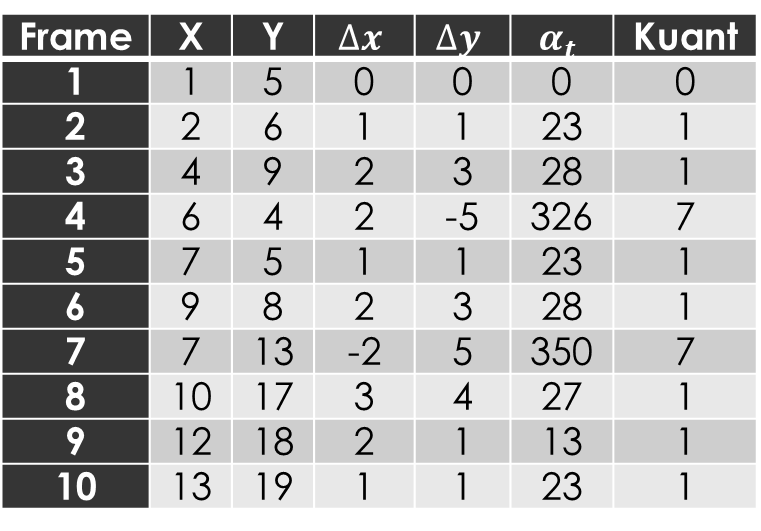 Frame X Y Δx Δy αt Kuant
1 1 5 0 0 0 0
2 2 6 1 1 23 1
3 4 9 2 3 28 1
4 6 4 2 -5 326 7
5 7 5 1 1 23 1
6 9 8 2 3 28 1
7 7 13 -2 5 350 7
8 10 17 3 4 27 1
9 12 18 2 1 13 1
10 13 19 1 1 23 1